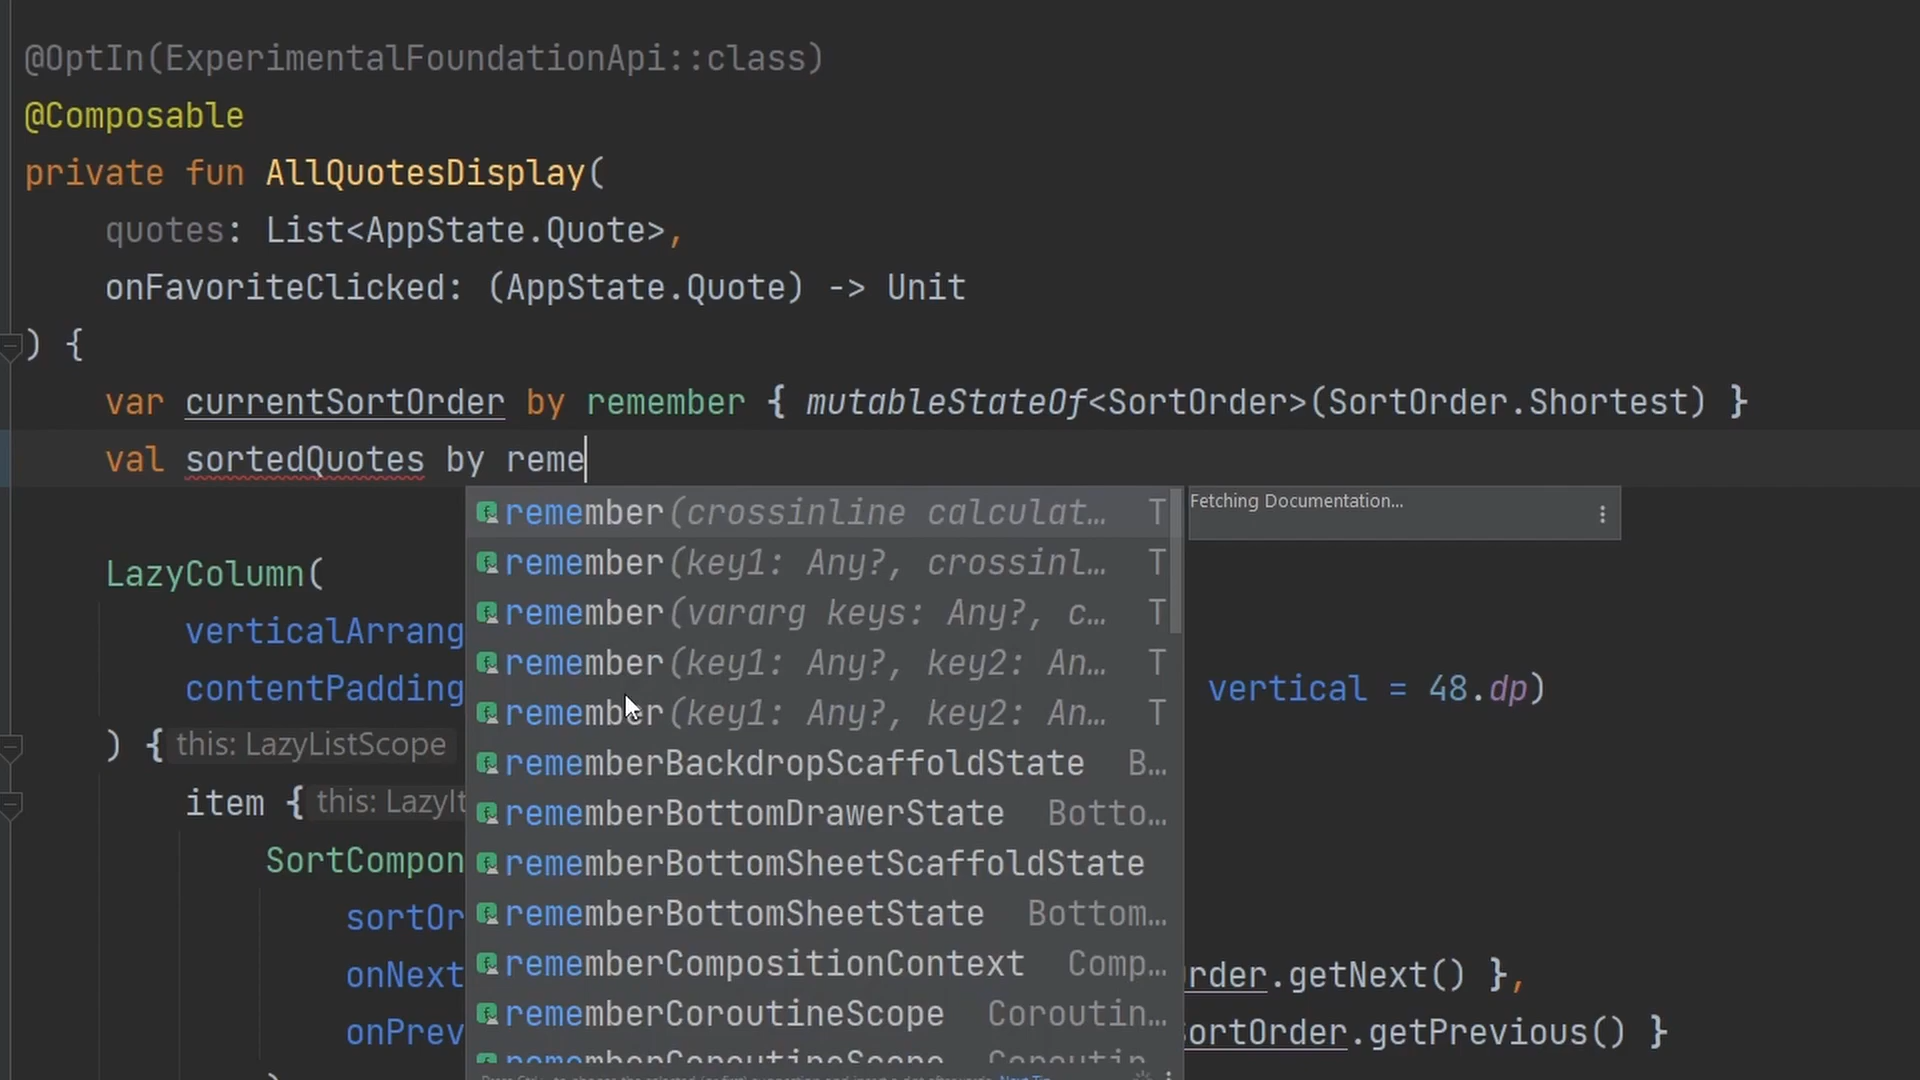 @OptIn(ExperimentalFoundationApi::class)
@Composable
private fun AllQuotesDisplay(
quotes: List<AppState.Quote>,
onFavoriteClicked: (AppState.Quote) -> Unit
) {
var currentSortOrder by remember { mutableStateOf<SortOrder>(SortOrder.Shortest) }
val sortedQuotes by reme
remember(crossinline calculat… T
Fetching Documentation...
remember(key1: Any?, crossinl… T
LazyColumn(
remember(vararg keys: Any?, c… T
verticalArrang
remember(key1: Any?, key2: An… T
contentPadding
vertical = 48.dp)
remember(key1: Any?, key2: An… T
) { this: LazyListScope
rememberBackdropScaffoldState B…
item { this: LazyIt
rememberBottomDrawerState Botto…
SortCompon
rememberBottomSheetScaffoldState
sortOr
rememberBottomSheetState Bottom…
onNext
rememberCompositionContext Comp…
rder.getNext() },
rememberCoroutineScope Coroutin…
onPrev
SortOrder.getPrevious() }
rememberCoroutineScope Coroutin